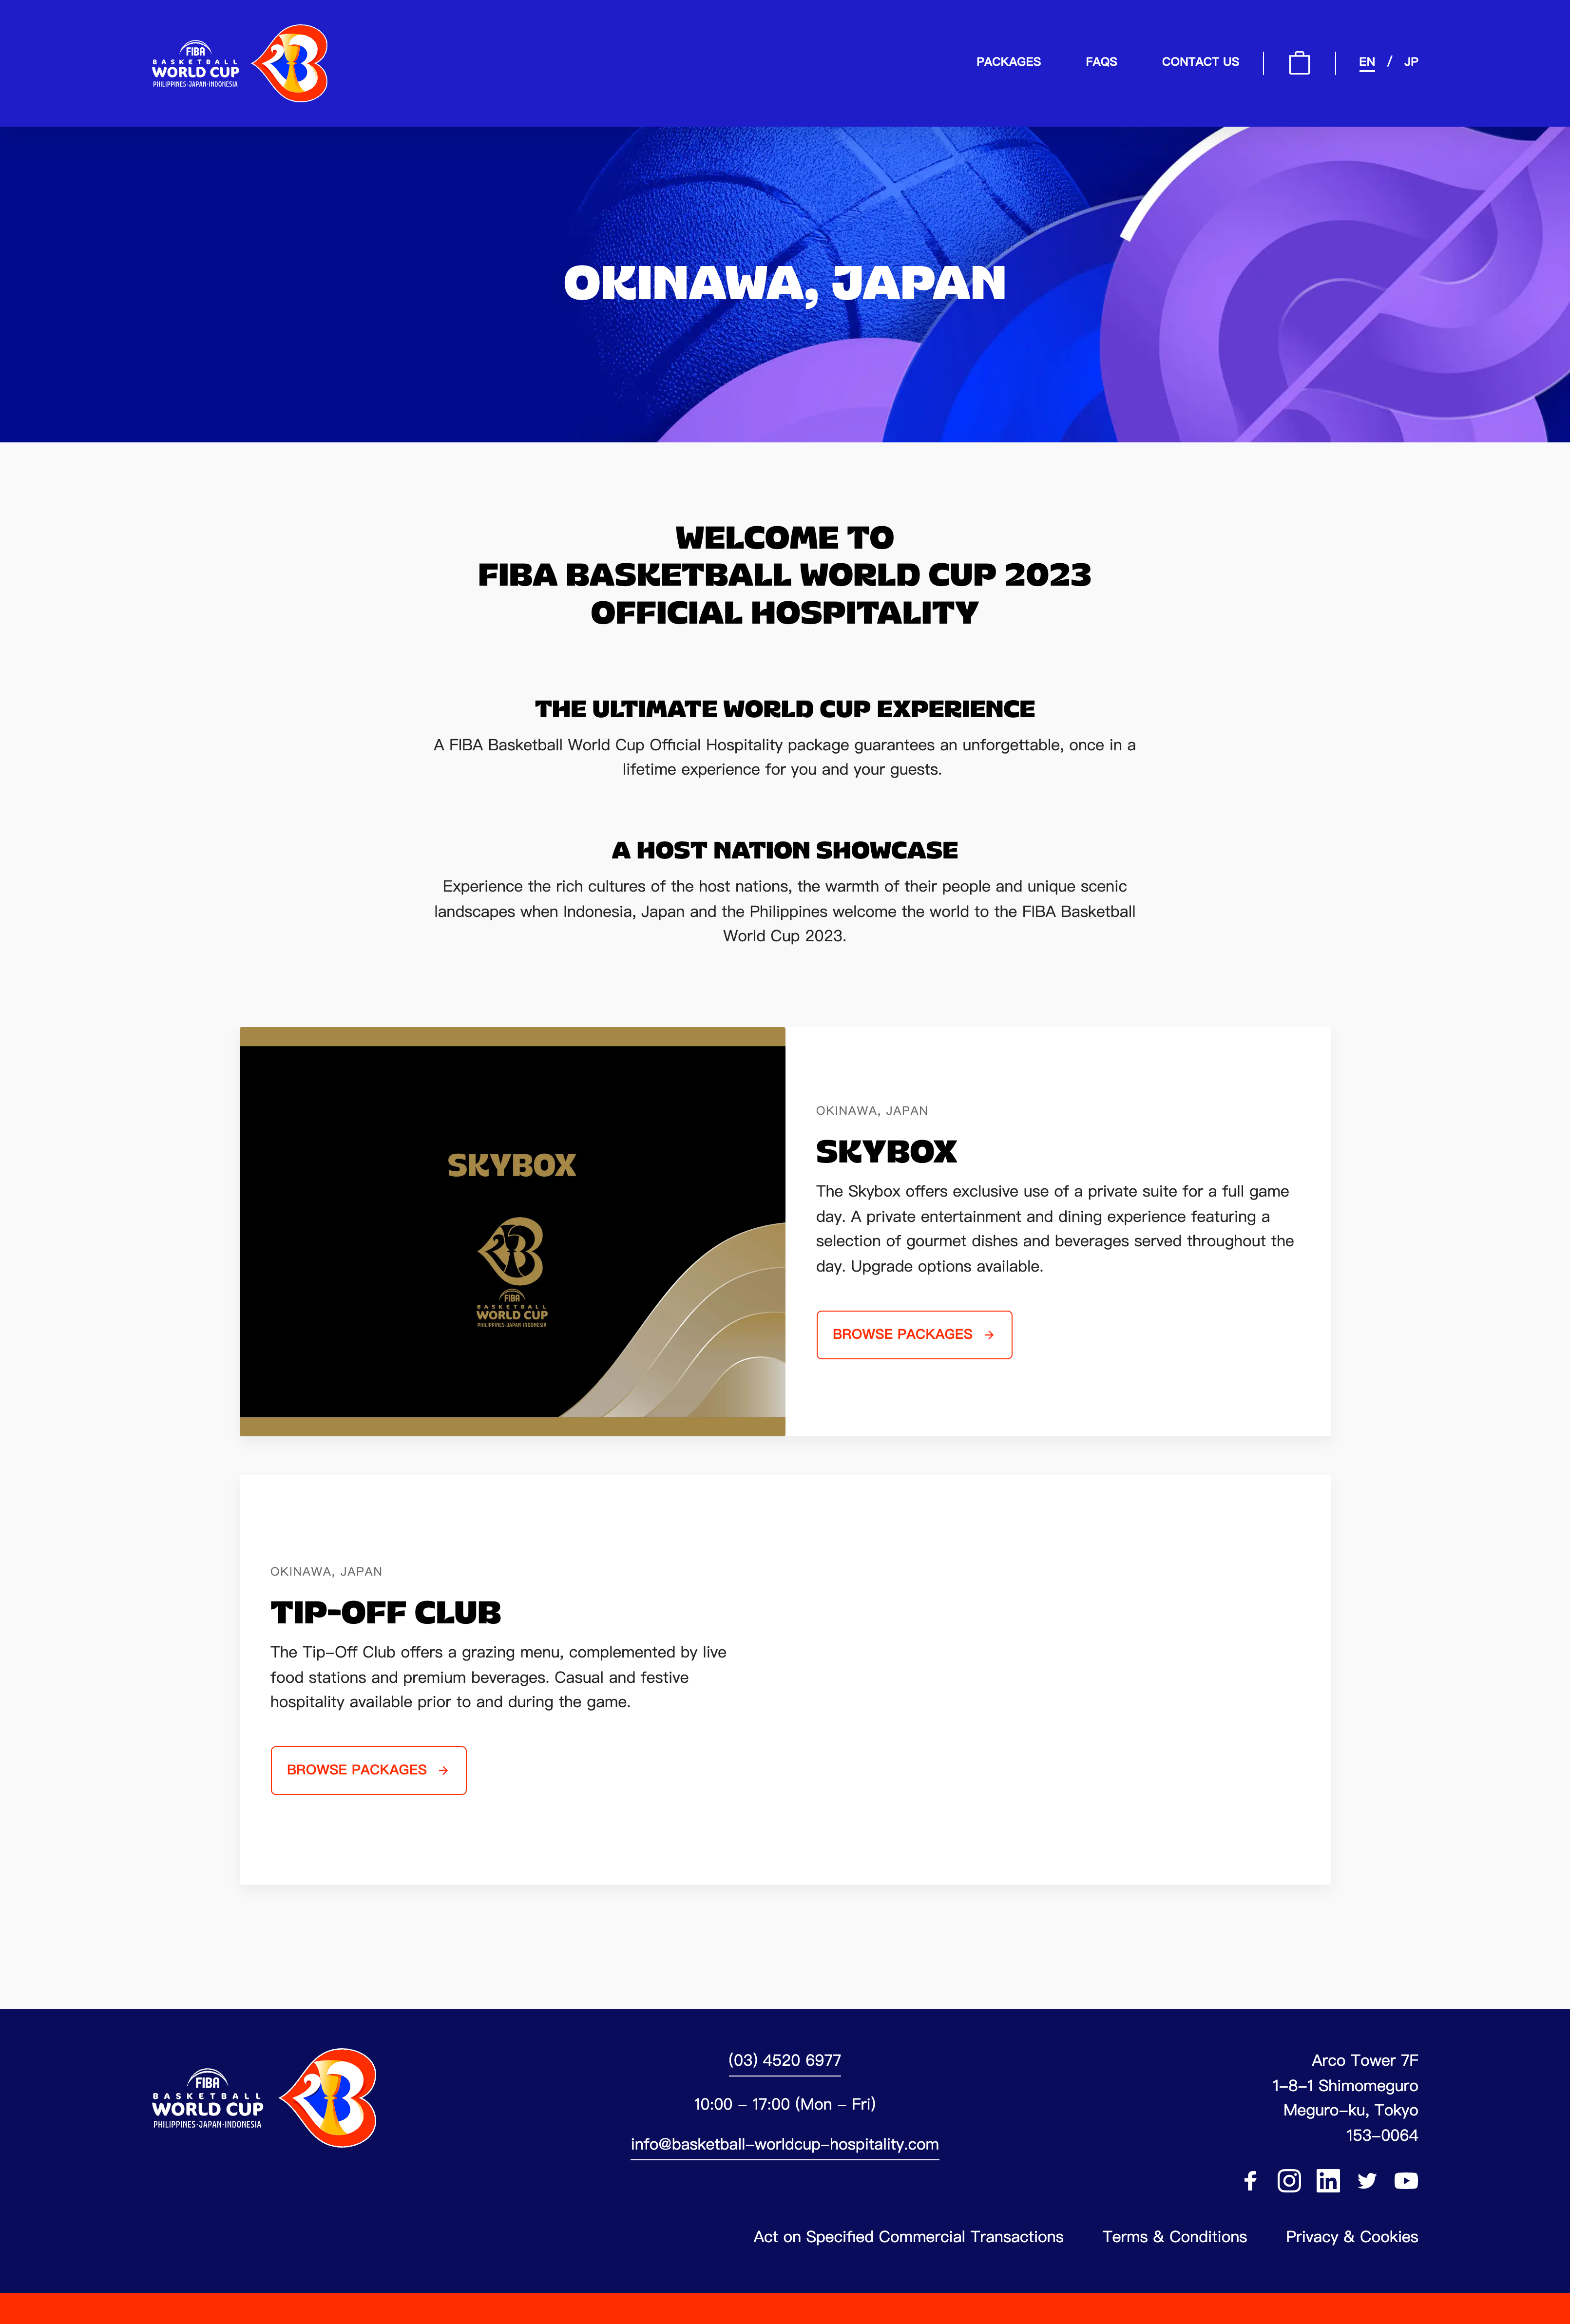 FIBA
BASKETBALL
WORLD CUP
PHILIPPINES·JAPAN·INDONESIA
PACKAGES
FAQS
CONTACT US
EN / JP
OKINAWA, JAPAN
WELCOME TO
FIBA BASKETBALL WORLD CUP 2023
OFFICIAL HOSPITALITY
THE ULTIMATE WORLD CUP EXPERIENCE
A FIBA Basketball World Cup Official Hospitality package guarantees an unforgettable, once in a
lifetime experience for you and your guests.
A HOST NATION SHOWCASE
Experience the rich cultures of the host nations, the warmth of their people and unique scenic
landscapes when Indonesia, Japan and the Philippines welcome the world to the FIBA Basketball
World Cup 2023.
SKYBOX
FIBA
BASKETBALL
WORLD CUP
PHILIPPINES·JAPAN·INDONESIA
OKINAWA, JAPAN
SKYBOX
The Skybox offers exclusive use of a private suite for a full game
day. A private entertainment and dining experience featuring a
selection of gourmet dishes and beverages served throughout the
day. Upgrade options available.
BROWSE PACKAGES →
OKINAWA, JAPAN
TIP-OFF CLUB
The Tip-Off Club offers a grazing menu, complemented by live
food stations and premium beverages. Casual and festive
hospitality available prior to and during the game.
BROWSE PACKAGES →
FIBA
BASKETBALL
WORLD CUP
PHILIPPINES·JAPAN·INDONESIA
(03) 4520 6977
10:00 - 17:00 (Mon - Fri)
info@basketball-worldcup-hospitality.com
Arco Tower 7F
1-8-1 Shimomeguro
Meguro-ku, Tokyo
153-0064
Act on Specified Commercial Transactions
Terms & Conditions
Privacy & Cookies